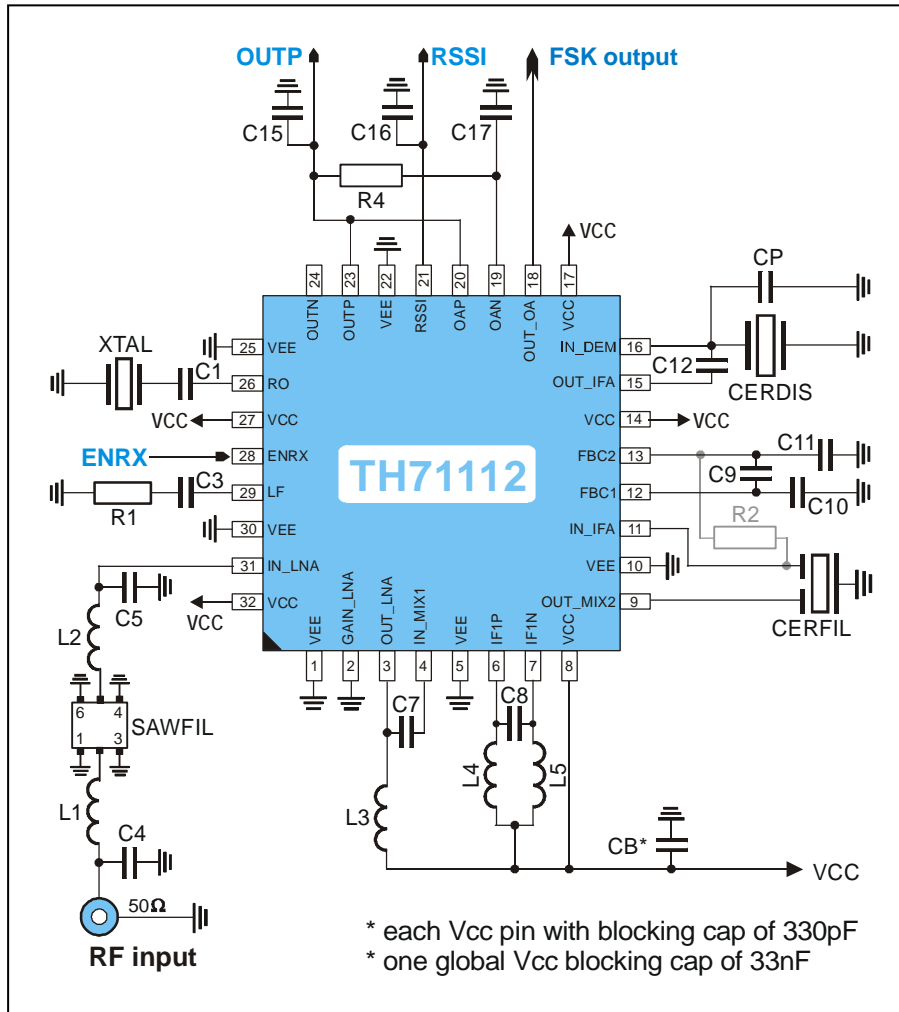 OUTP RSSI FSK output
C15 C16 C17
R4
VCC
24 23 22 21 20 19 18 17
OUTN OUTP VEE RSSI OAP OAN OUT_OA VCC
CP
XTAL
C1
25 VEE
26 RO
VCC 27 VCC
ENRX 28 ENRX
R1 C3 29 LF
30 VEE
31 IN_LNA
VCC 32 VCC
TH71112
IN_DEM 16
C12
OUT_IFA 15
CERDIS
VCC 14 VCC
FBC2 13
C11
C9
FBC1 12
C10
R2
IN_IFA 11
VEE 10
OUT_MIX2 9
CERFIL
VEE GAIN_LNA OUT_LNA IN_MIX1 VEE IF1P IF1N VCC
1 2 3 4 5 6 7 8
C5
L2
6 4
1 3
SAWFIL
L1
C4
50Ω
RF input
C7
C8
L4 L5
L3
CB*
VCC
* each Vcc pin with blocking cap of 330pF
* one global Vcc blocking cap of 33nF